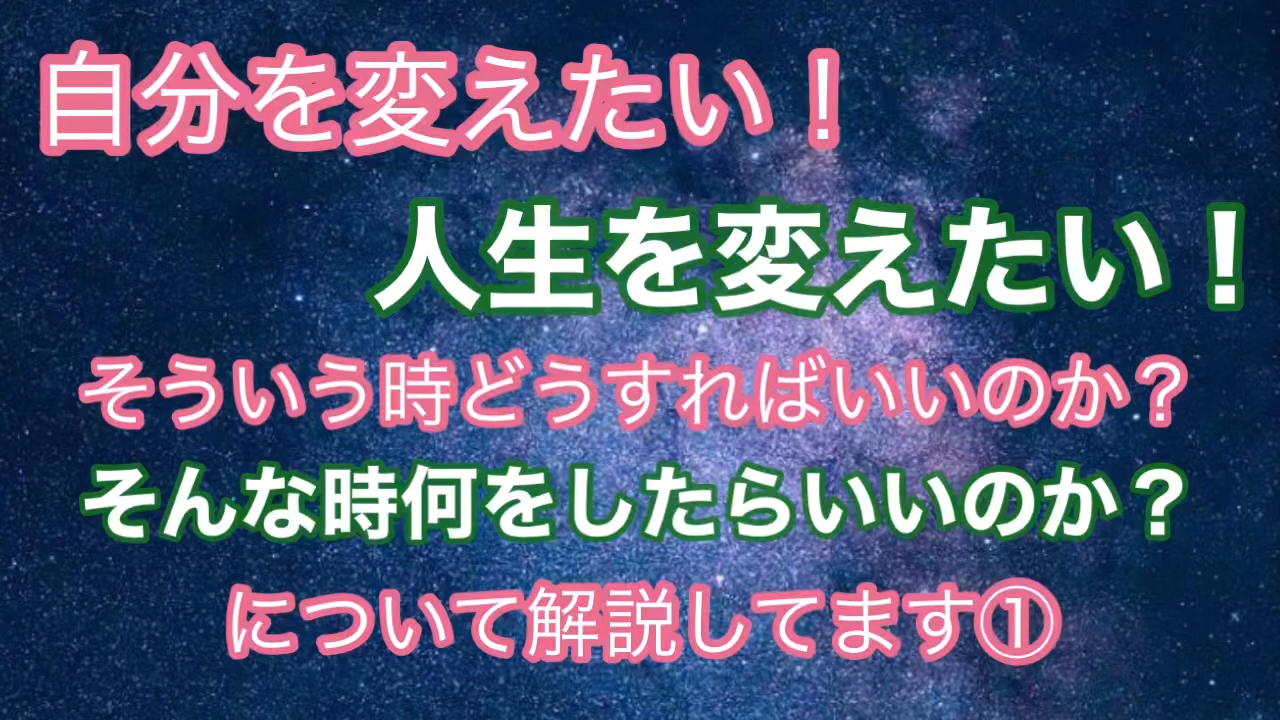 自分を変えたい！
人生を変えたい！
そういう時どうすればいいのか？
そんな時何をしたらいいのか？
について解説してます①